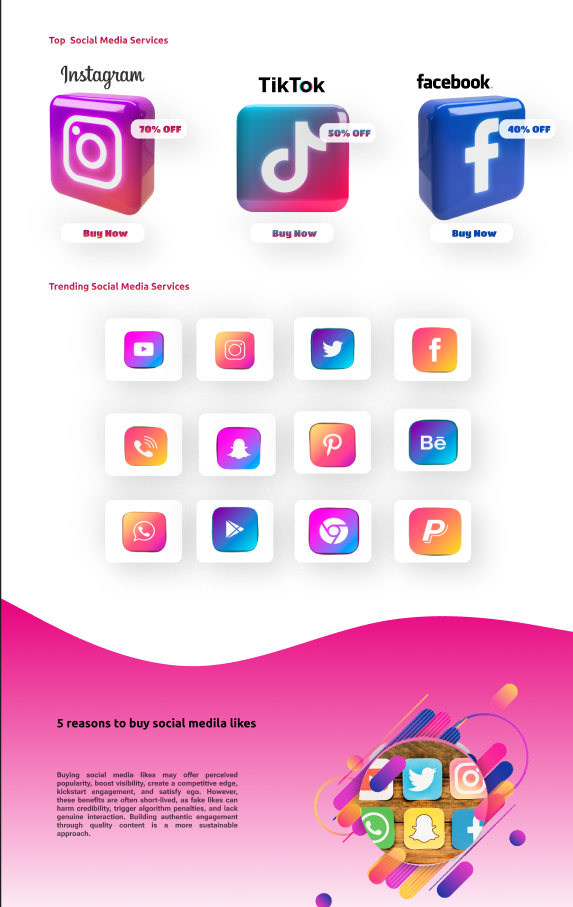 Top Social Media Services
Instagram
TikTok
facebook.
70% OFF
50% OFF
40% OFF
Buy Now
Buy Now
Buy Now
Trending Social Media Services
Bē
5 reasons to buy social medila likes
Buying social media likes may offer perceived
popularity, boost visibility, create a competitive edge,
kickstart engagement, and satisfy ego. However,
these benefits are often short-lived, as fake likes can
harm credibility, trigger algorithm penalties, and lack
genuine interaction. Building authentic engagement
through quality content is a more sustainable
approach.